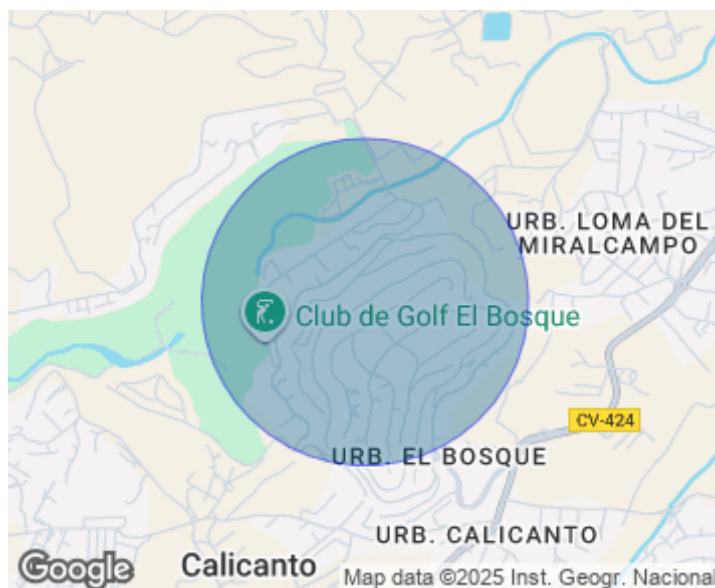 URB. LOMA DEL
MIRALCAMPO
Club de Golf El Bosque
CV-424
URB. EL BOSQUE
URB. CALICANTO
Calicanto
Google
Map data ©2025 Inst. Geogr. Nacional